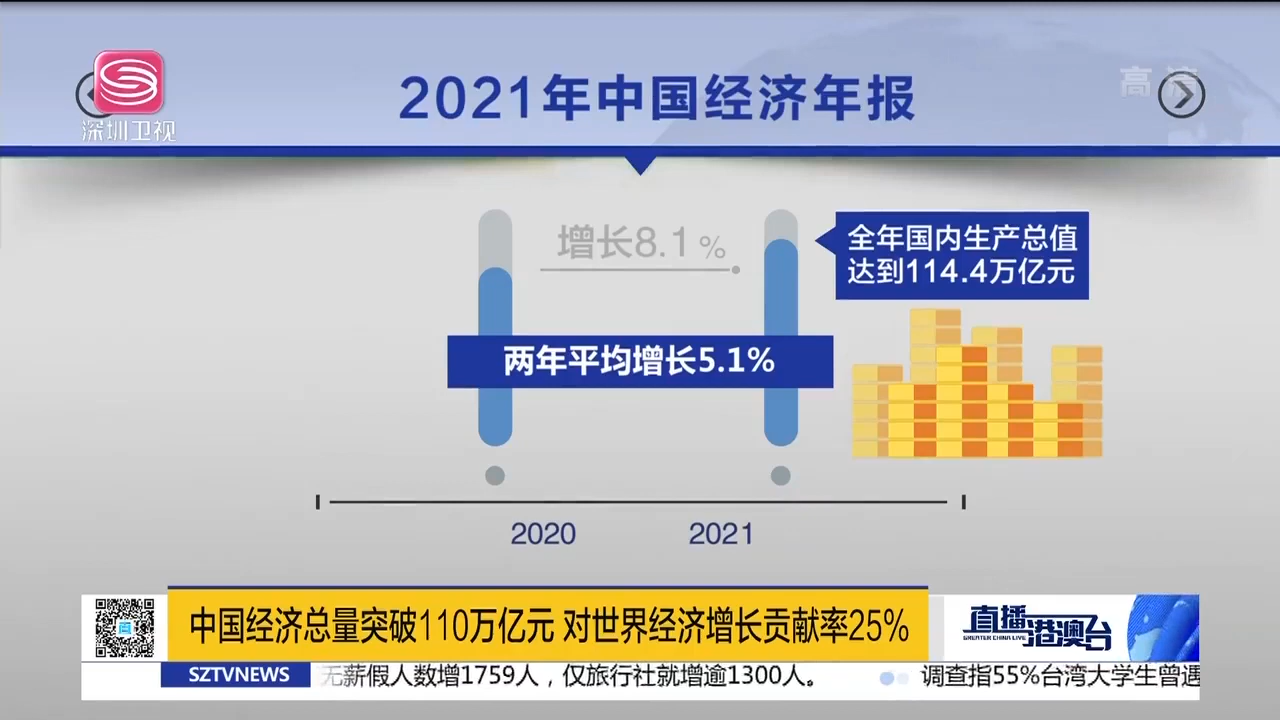 2021年中国经济年报
高清
深圳卫视
增长8.1%
全年国内生产总值
达到114.4万亿元
两年平均增长5.1%
2020
2021
中国经济总量突破110万亿元 对世界经济增长贡献率25%
直播港澳台
GREATER CHINA LIVE
SZTVNEWS
无薪假人数增1759人，仅旅行社就增逾1300人。
调查指55%台湾大学生曾遇